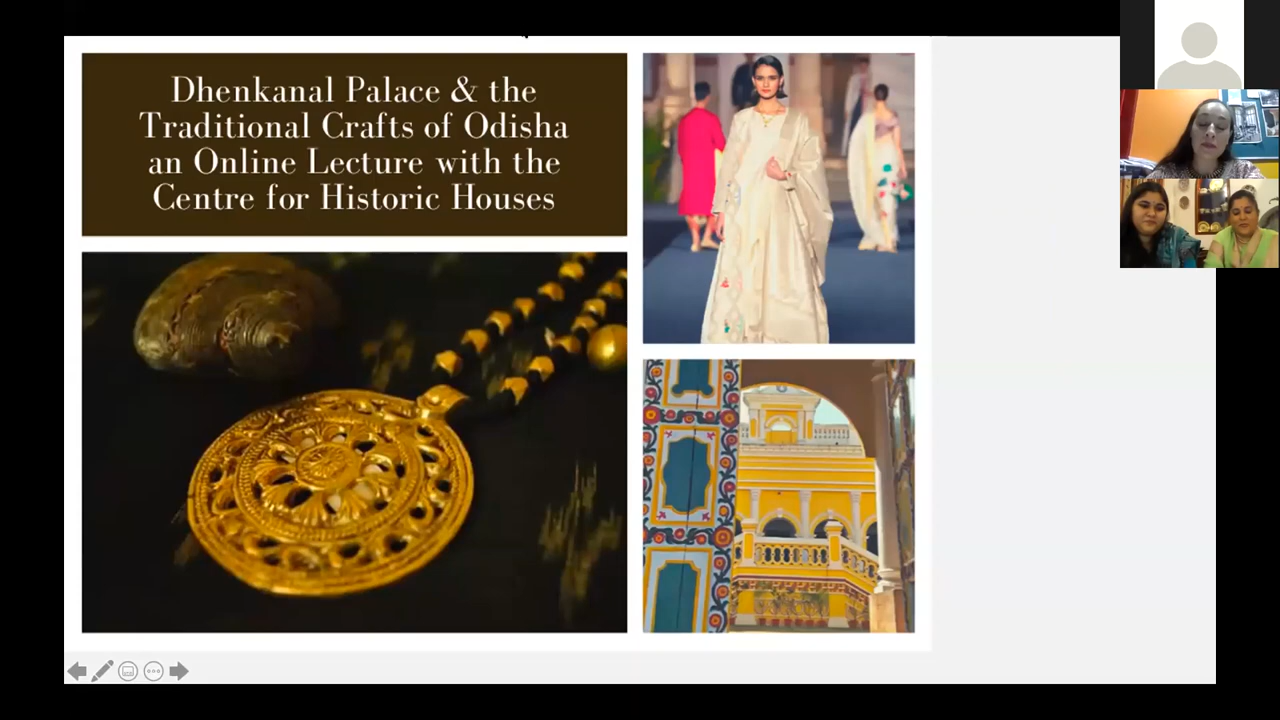 Dhenkanal Palace & the
Traditional Crafts of Odisha
an Online Lecture with the
Centre for Historic Houses